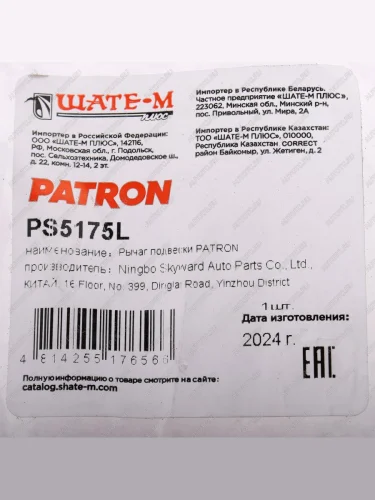 ШАТЕ-М
ПЛЮС
Импортер в Российской Федерации:
ООО "ШАТЕ-М ПЛЮС", 142116,
РФ, Московская обл., г. Подольск,
пос. Сельхозтехника, Домодедовское ш.,
д. 22, комн. 12-14, 2 эт.
Импортер в Республике Беларусь.
Частное предприятие «ШАТЕ-М ПЛЮС»,
223062, Минская обл., Минский р-н,
пос. Привольный, ул. Мира, 2А
Импортер в Республике Казахстан:
ТОО "ШАТЕ-М ПЛЮС", 010000,
Республика Казахстан CORRECT
район Байконыр, ул. Жетиген, д. 2
PATRON
PS5175L
наименование: Рычаг подвески PATRON
производитель: Ningbo Skyward Auto Parts Co., Ltd.,
КИТАЙ, 16 Floor, No. 399, Dingtai Road, Yinzhou District
1 шт.
Дата изготовления:
2024 г.
EAC
4 814255 176566
Полную информацию о товаре смотрите на сайте:
catalog.shate-m.com